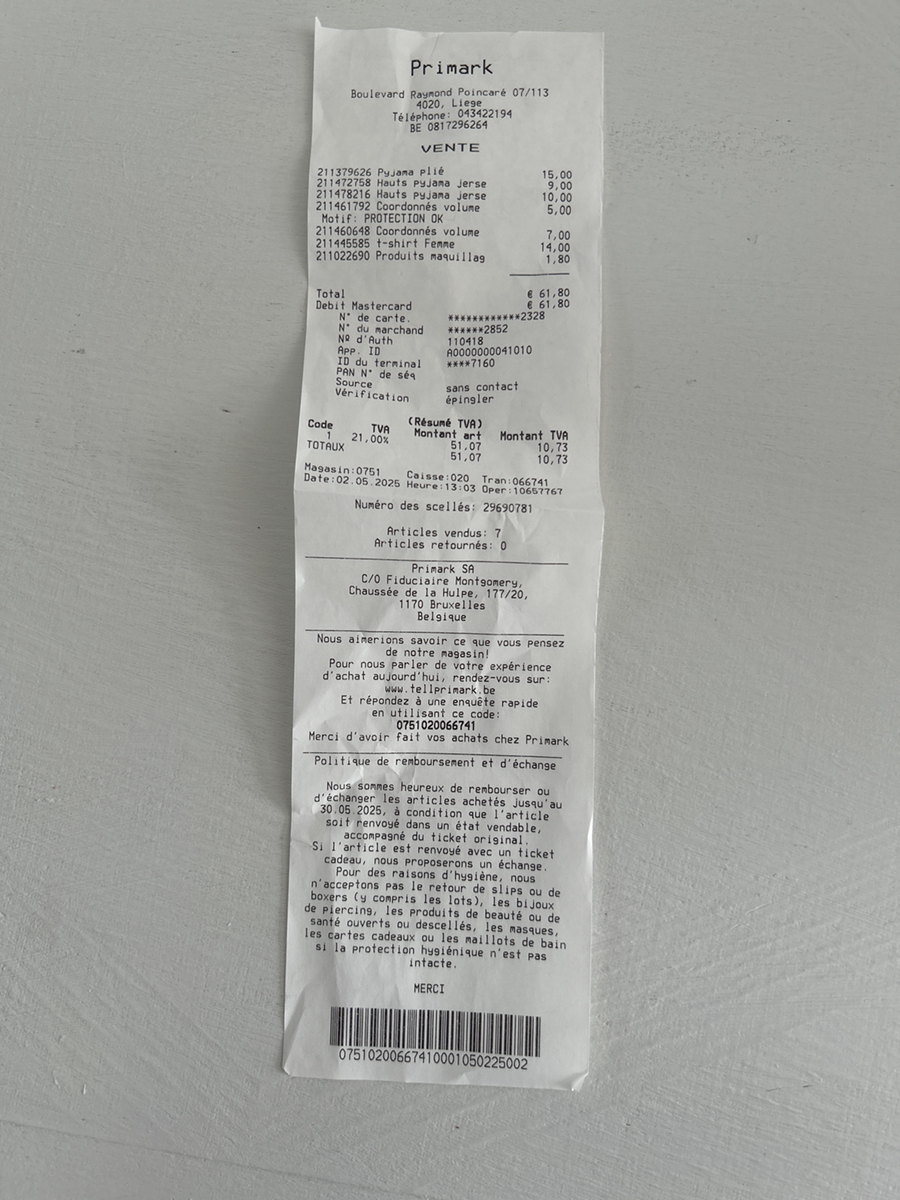 Primark
Boulevard Raymond Poincaré 07/113
4020, Liege
Téléphone: 043422194
BE 0817296264
VENTE
211379626 Pyjama plié 15,00
211472758 Hauts pyjama jerse 9,00
211478216 Hauts pyjama jerse 10,00
211461792 Coordonnés volume 5,00
Motif: PROTECTION OK
211460648 Coordonnés volume 7,00
211445585 t-shirt Femme 14,00
211022690 Produits maquillag 1,80
Total € 61,80
Debit Mastercard € 61,80
N° de carte. ************2328
N° du marchand ******2852
Nº d'Auth 110418
App. ID A0000000041010
ID du terminal ****7160
PAN N° de séq
Source sans contact
Vérification épingler
(Résumé TVA)
Code TVA Montant art Montant TVA
1 21,00% 51,07 10,73
TOTAUX 51,07 10,73
Magasin:0751 Caisse:020 Tran:066741
Date:02.05.2025 Heure:13:03 Oper:10657767
Numéro des scellés: 29690781
Articles vendus: 7
Articles retournés: 0
Primark SA
C/O Fiduciaire Montgomery,
Chaussée de la Hulpe, 177/20,
1170 Bruxelles
Belgique
Nous aimerions savoir ce que vous pensez
de notre magasin!
Pour nous parler de votre expérience
d'achat aujourd'hui, rendez-vous sur:
www.tellprimark.be
Et répondez à une enquête rapide
en utilisant ce code:
0751020066741
Merci d'avoir fait vos achats chez Primark
Politique de remboursement et d'échange
Nous sommes heureux de rembourser ou
d'échanger les articles achetés jusqu'au
30.05.2025, à condition que l'article
soit renvoyé dans un état vendable,
accompagné du ticket original.
Si l'article est renvoyé avec un ticket
cadeau, nous proposerons un échange.
Pour des raisons d'hygiène, nous
n'acceptons pas le retour de slips ou de
boxers (y compris les lots), les bijoux
de piercing, les produits de beauté ou de
santé ouverts ou descellés, les masques,
les cartes cadeaux ou les maillots de bain
si la protection hygiénique n'est pas
intacte.
MERCI
07510200667410001050225002